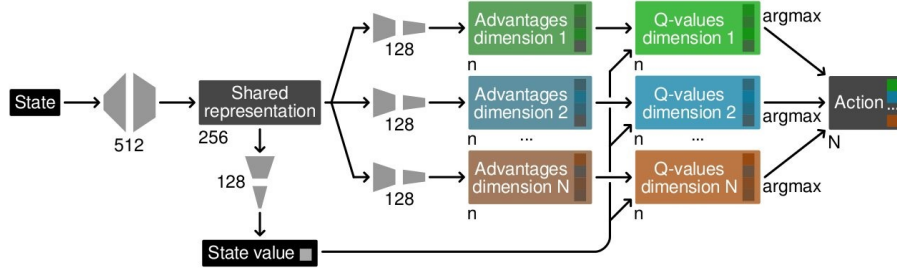 State
512
Shared
representation
256
128
State value
128
Advantages
dimension 1
n
Q-values
dimension 1
n
argmax
128
Advantages
dimension 2
n
...
Q-values
dimension 2
n
...
argmax
128
Advantages
dimension N
n
Q-values
dimension N
n
argmax
Action
...
N